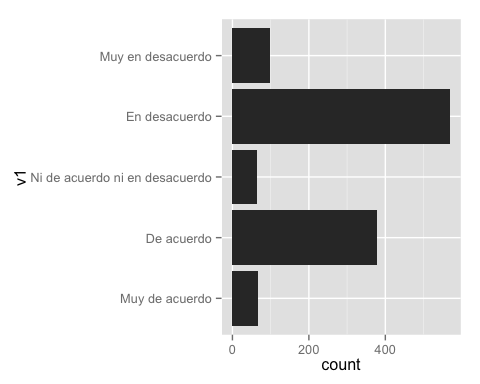 Muy en desacuerdo
En desacuerdo
Ni de acuerdo ni en desacuerdo
De acuerdo
Muy de acuerdo
v1
0 200 400
count